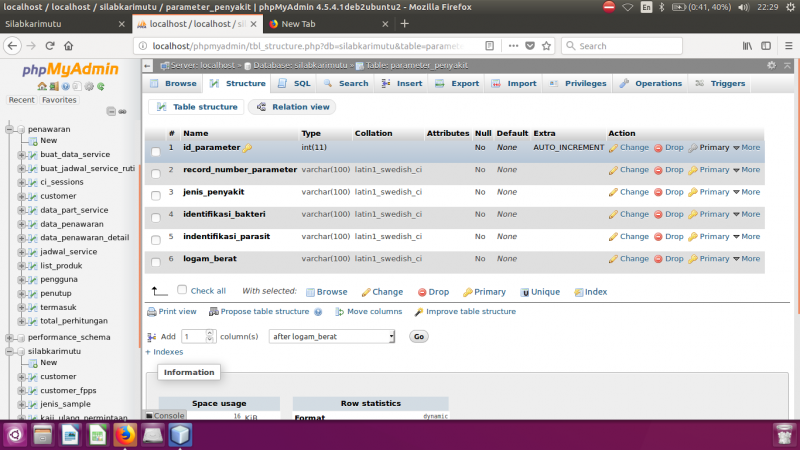 localhost / localhost / silabkarimutu / parameter_penyakit | phpMyAdmin 4.5.4.1deb2ubuntu2 - Mozilla Firefox
En
(0:41, 40%)
22:29
Silabkarimutu
localhost / localhost / sil
New Tab
localhost/phpmyadmin/tbl_structure.php?db=silabkarimutu&table=paramet
Search
phpMyAdmin
Recent
Favorites
penawaran
New
buat_data_service
buat_jadwal_service_ruti
ci_sessions
customer
data_part_service
data_penawaran
data_penawaran_detail
jadwal_service
list_produk
pengguna
penutup
termasuk
total_perhitungan
performance_schema
silabkarimutu
New
customer
customer_fpps
jenis_sample
kaji_ulang_permintaan
Server: localhost » Database: silabkarimutu » Table: parameter_penyakit
Browse Structure SQL Search Insert Export Import Privileges Operations Triggers
Table structure Relation view
# Name Type Collation Attributes Null Default Extra Action
1 id_parameter int(11) No None AUTO_INCREMENT Change Drop Primary More
2 record_number_parameter varchar(100) latin1_swedish_ci No None Change Drop Primary More
3 jenis_penyakit varchar(100) latin1_swedish_ci No None Change Drop Primary More
4 identifikasi_bakteri varchar(100) latin1_swedish_ci No None Change Drop Primary More
5 indentifikasi_parasit varchar(100) latin1_swedish_ci No None Change Drop Primary More
6 logam_berat varchar(100) latin1_swedish_ci No None Change Drop Primary More
Check all With selected: Browse Change Drop Primary Unique Index
Print view Propose table structure Move columns Improve table structure
Add 1 column(s) after logam_berat Go
+ Indexes
Information
Space usage
Row statistics
16 KiB
Format dynamic
Console